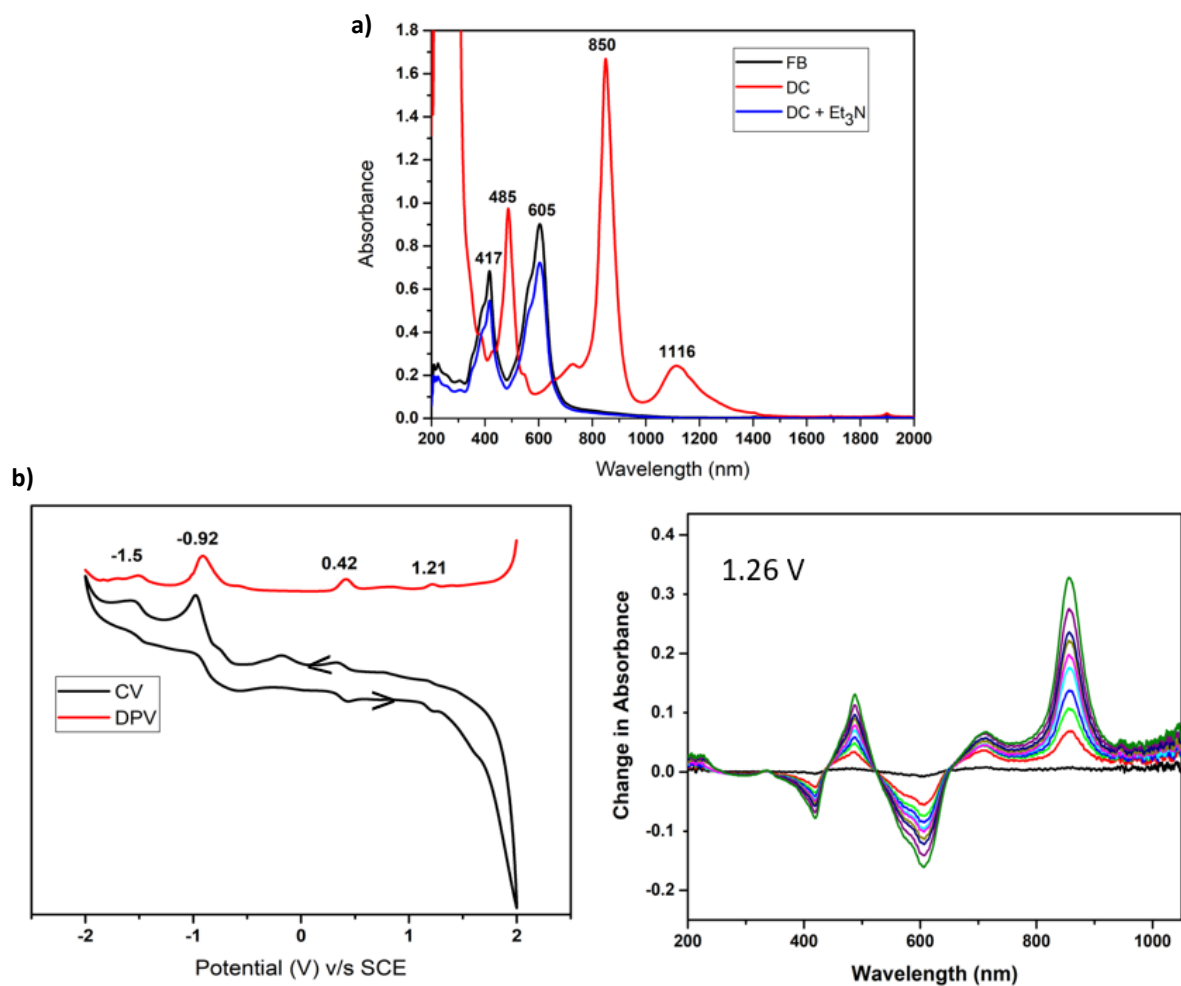 a)
1.8
1.6
1.4
1.2
1.0
0.8
0.6
0.4
0.2
0.0
Absorbance
850
485
605
417
1116
FB
DC
DC + Et3N
200 400 600 800 1000 1200 1400 1600 1800 2000
Wavelength (nm)
b)
-1.5
-0.92
0.42
1.21
CV
DPV
-2 -1 0 1 2
Potential (V) v/s SCE
1.26 V
0.4
0.3
0.2
0.1
0.0
-0.1
-0.2
Change in Absorbance
200 400 600 800 1000
Wavelength (nm)